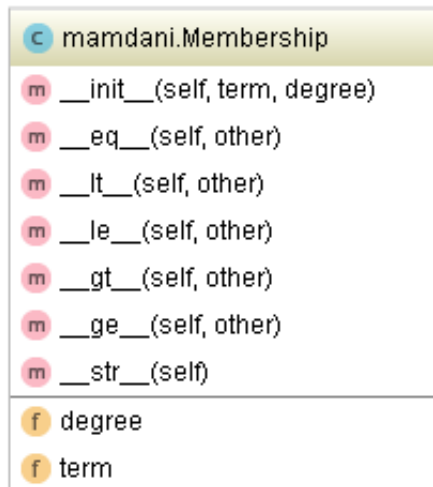 C mamdani.Membership
m __init__(self, term, degree)
m __eq__(self, other)
m __lt__(self, other)
m __le__(self, other)
m __gt__(self, other)
m __ge__(self, other)
m __str__(self)
f degree
f term